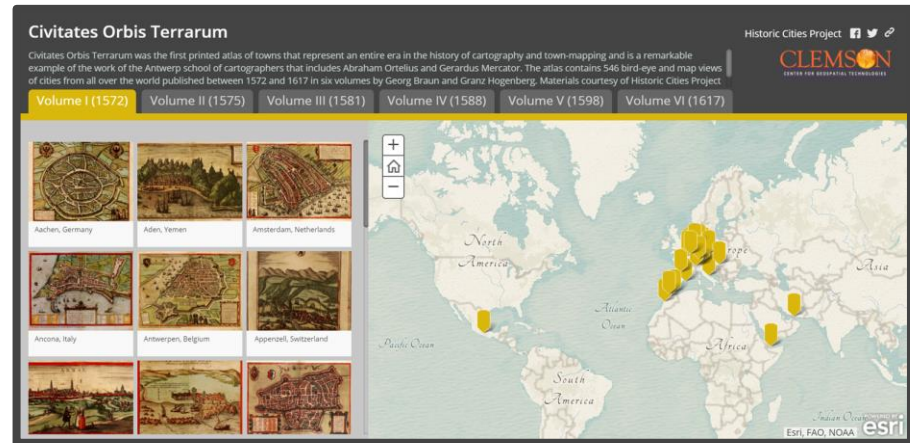 Civitates Orbis Terrarum
Historic Cities Project
Civitates Orbis Terrarum was the first printed atlas of towns that represent an entire era in the history of cartography and town-mapping and is a remarkable
example of the work of the Antwerp school of cartographers that includes Abraham Ortelius and Gerardus Mercator. The atlas contains 546 bird-eye and map views
of cities from all over the world published between 1572 and 1617 in six volumes by Georg Braun and Granz Hogenberg. Materials courtesy of Historic Cities Project
CLEMSON
CENTER FOR GEOSPATIAL TECHNOLOGIES
Volume I (1572)
Volume II (1575)
Volume III (1581)
Volume IV (1588)
Volume V (1598)
Volume VI (1617)
Aachen, Germany
Aden, Yemen
Amsterdam, Netherlands
Ancona, Italy
Antwerpen, Belgium
Appenzell, Switzerland
+
−
North
America
Atlantic
Ocean
Pacific Ocean
South
America
rope
Asia
Africa
Indian Ocean
Esri, FAO, NOAA
POWERED BY
esri